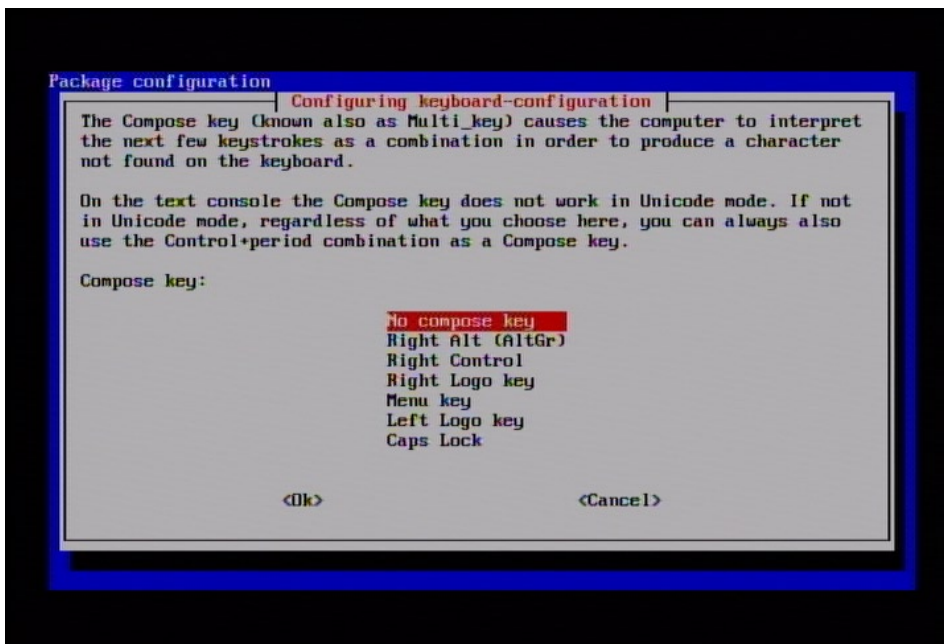 Package configuration
Configuring keyboard-configuration
The Compose key (known also as Multi_key) causes the computer to interpret
the next few keystrokes as a combination in order to produce a character
not found on the keyboard.
On the text console the Compose key does not work in Unicode mode. If not
in Unicode mode, regardless of what you choose here, you can always also
use the Control+period combination as a Compose key.
Compose key:
No compose key
Right Alt (AltGr)
Right Control
Right Logo key
Menu key
Left Logo key
Caps Lock
<Ok> <Cancel>